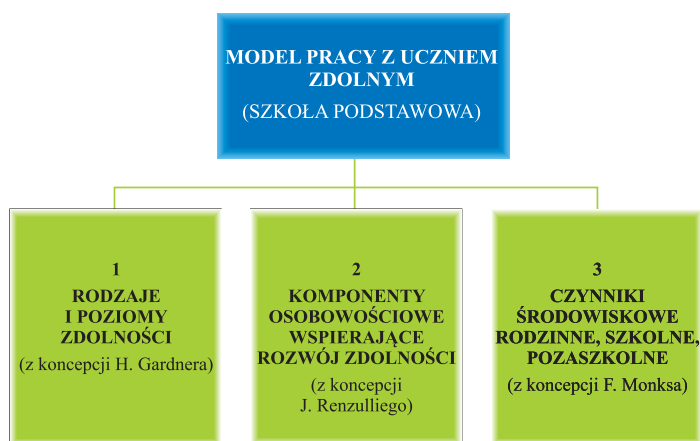 MODEL PRACY Z UCZNIEM
ZDOLNYM
(SZKOŁA PODSTAWOWA)
1
RODZAJE
I POZIOMY
ZDOLNOŚCI
(z koncepcji H. Gardnera)
2
KOMPONENTY
OSOBOWOŚCIOWE
WSPIERAJĄCE
ROZWÓJ ZDOLNOŚCI
(z koncepcji
J. Renzulliego)
3
CZYNNIKI
ŚRODOWISKOWE
RODZINNE, SZKOLNE,
POZASZKOLNE
(z koncepcji F. Monksa)